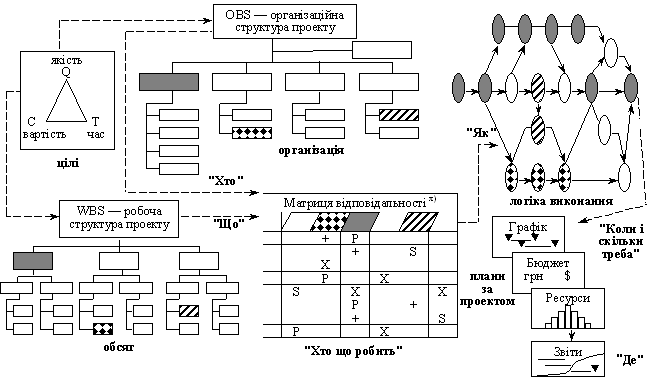 OBS — організаційна
структура проекту
якість
Q
C
T
вартість
час
цілі
організація
"Хто"
"Як"
логіка виконання
WBS — робоча
структура проекту
"Що"
обсяг
Матриця відповідальності x)
+ P
+ S
X
P X
S X X
P +
+ S
P X
"Хто що робить"
"Коли і
скільки
треба"
Графік
Бюджет
грн $
плани
за
проектом
Ресурси
Звіти
"Де"